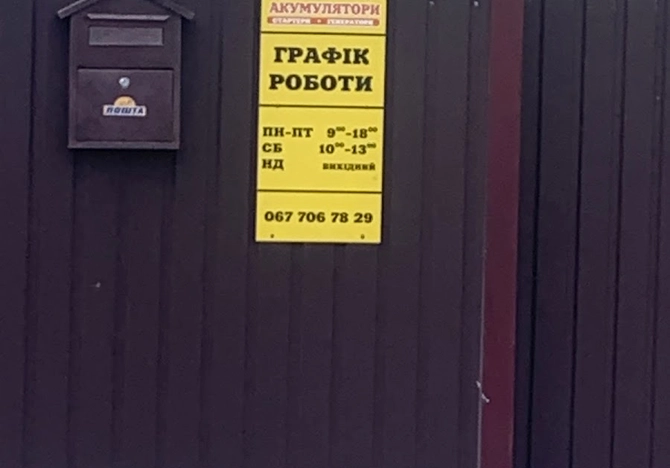 АКУМУЛЯТОРИ
СТАРТЕРИ • ГЕНЕРАТОРИ
ГРАФІК
РОБОТИ
ПН-ПТ 9⁰⁰-18⁰⁰
СБ 10⁰⁰-13⁰⁰
НД ВИХІДНИЙ
067 706 78 29
ПОШТА